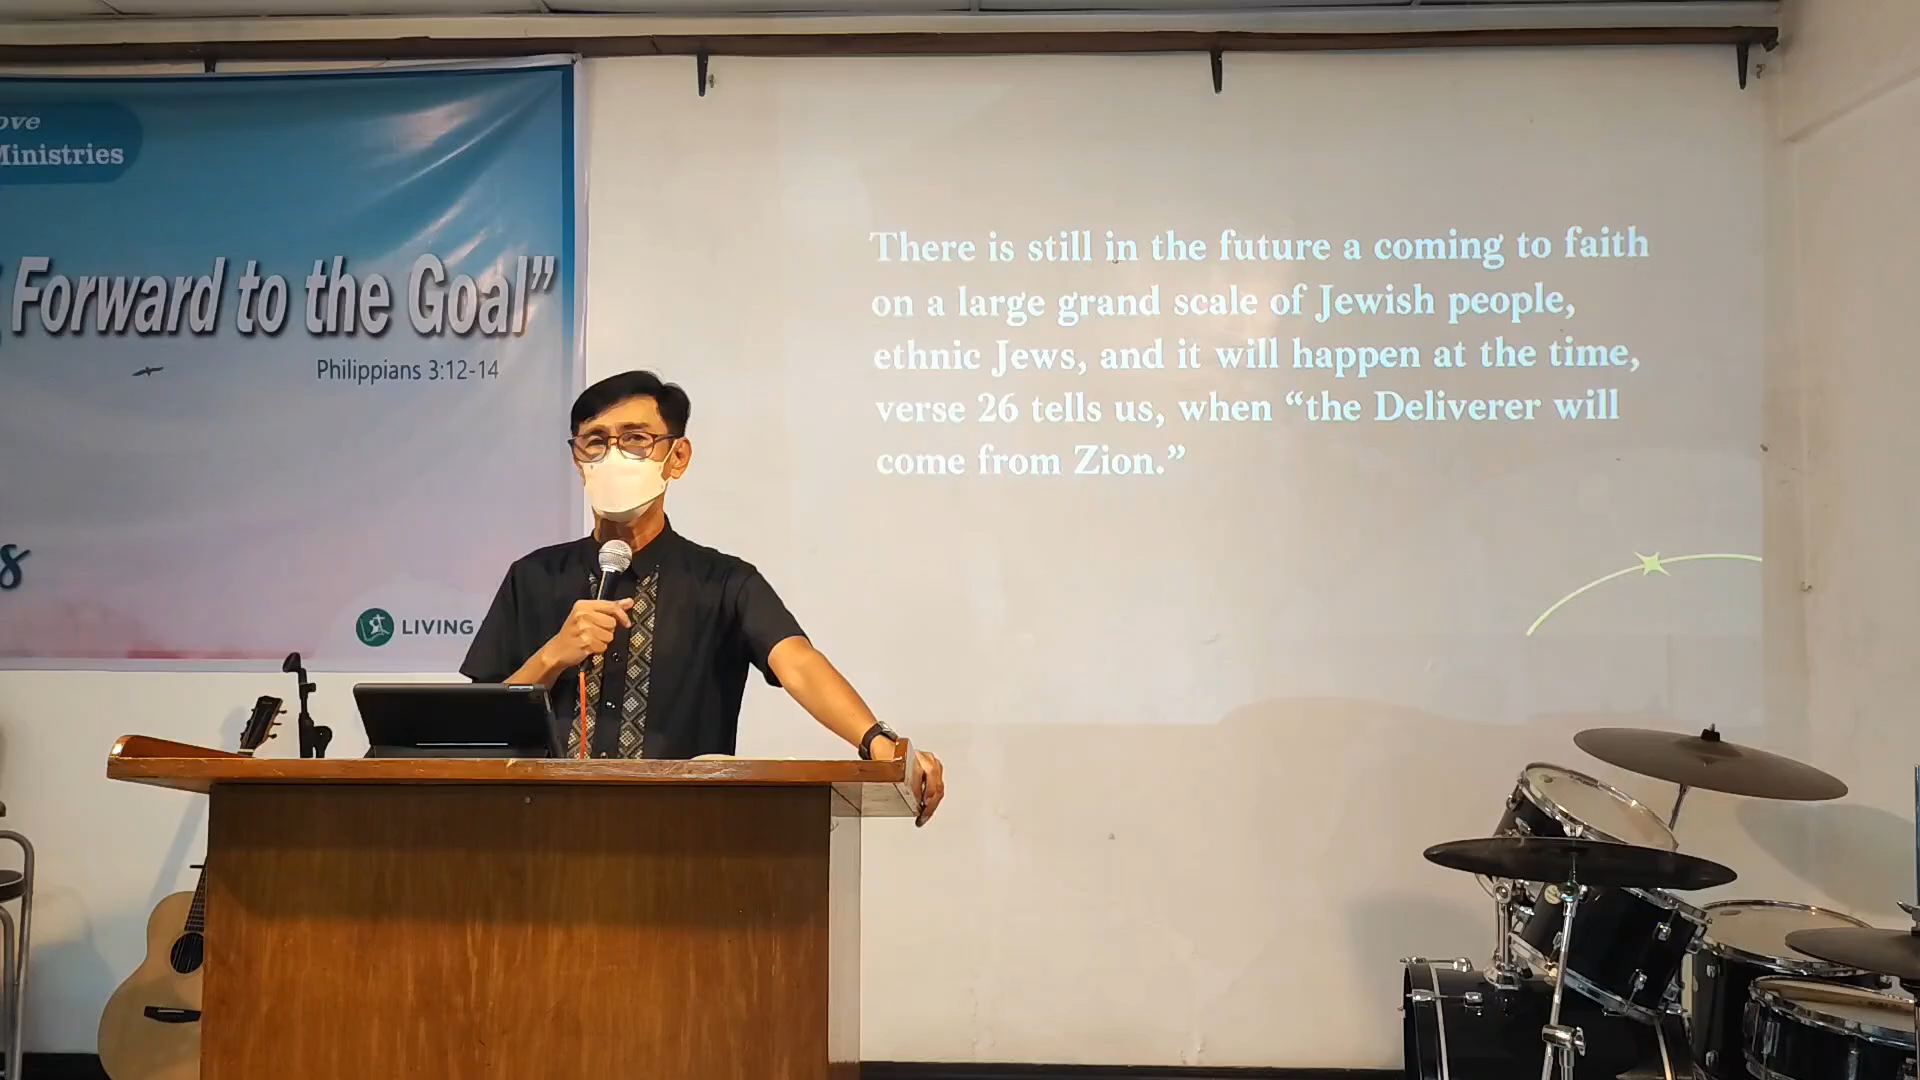 Ministries
Forward to the Goal”
Philippians 3:12-14
LIVING
There is still in the future a coming to faith
on a large grand scale of Jewish people,
ethnic Jews, and it will happen at the time,
verse 26 tells us, when “the Deliverer will
come from Zion.”